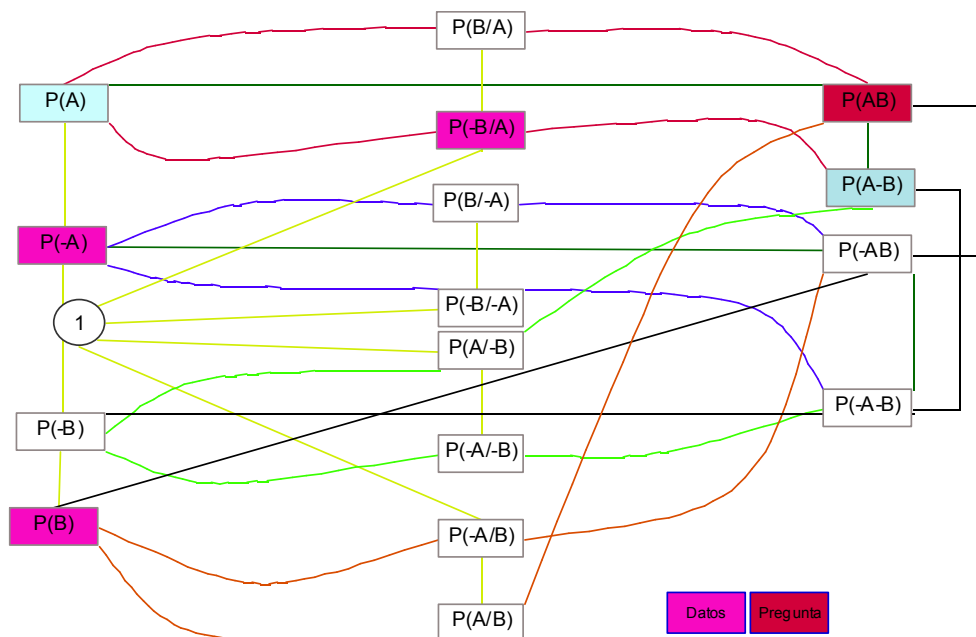 P(B/A)
P(A)
P(AB)
P(-B/A)
P(A-B)
P(B/-A)
P(-A)
P(-AB)
P(-B/-A)
1
P(A/-B)
P(-B)
P(-A-B)
P(-A/-B)
P(B)
P(-A/B)
P(A/B)
Datos
Pregunta